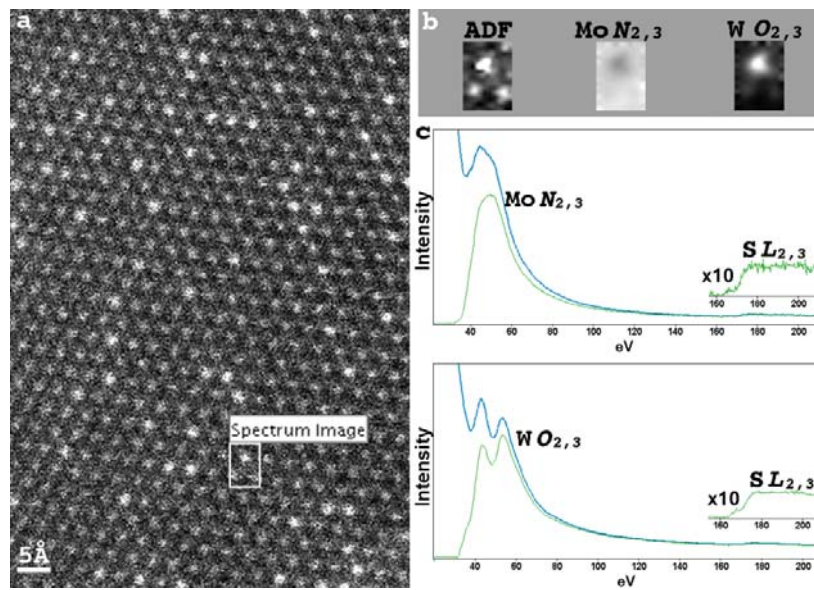 a
Spectrum Image
5Å
b
ADF Mo N2,3 W O2,3
c
Intensity
Mo N2,3
S L2,3
x10
160 180 200
40 60 80 100 120 140 160 180 200
eV
Intensity
W O2,3
S L2,3
x10
160 180 200
40 60 80 100 120 140 160 180 200
eV